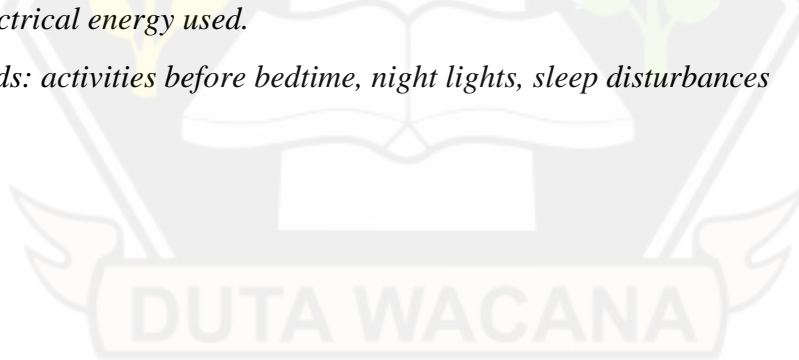 ctrical energy used.
ds: activities before bedtime, night lights, sleep disturbances
DUTA WACANA